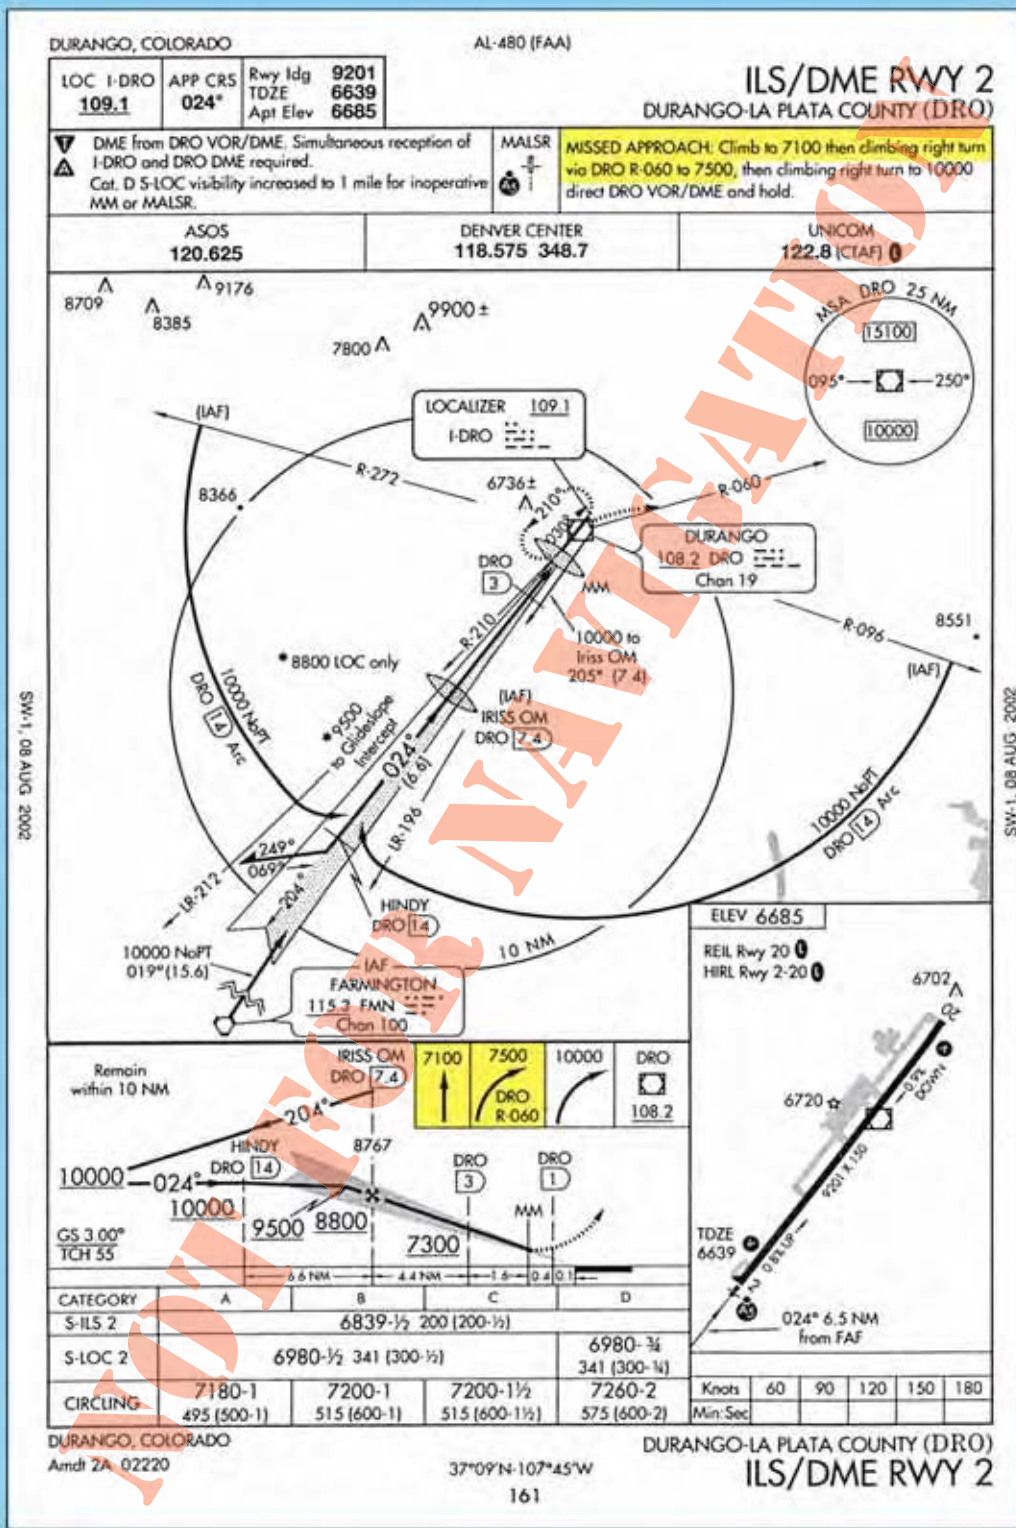 DURANGO, COLORADO
AL-480 (FAA)
LOC I-DRO
109.1
APP CRS
024°
Rwy ldg 9201
TDZE 6639
Apt Elev 6685
ILS/DME RWY 2
DURANGO-LA PLATA COUNTY (DRO)
T
A
DME from DRO VOR/DME. Simultaneous reception of
I-DRO and DRO DME required.
Cat. D S-LOC visibility increased to 1 mile for inoperative
MM or MALSR.
MALSR
A5
MISSED APPROACH: Climb to 7100 then climbing right turn
via DRO R-060 to 7500, then climbing right turn to 10000
direct DRO VOR/DME and hold.
ASOS
120.625
DENVER CENTER
118.575 348.7
UNICOM
122.8 (CTAF) L
8709
8385
9176
7800
9900 ±
MSA DRO 25 NM
15100
095°
250°
10000
(IAF)
R-272
8366
LOCALIZER 109.1
I-DRO
6736±
210°
030°
R-060
DURANGO
108.2 DRO
Chan 19
DRO
3
MM
R-096
8551
(IAF)
R-210
10000 to
Iriss OM
205° (7.4)
8800 LOC only
(IAF)
IRISS OM
DRO 7.4
9500
to Glideslope
Intercept
024°
(6.6)
10000 NoPT
DRO 14 Arc
10000 NoPT
DRO 14 Arc
LR-196
249°
069°
LR-212
204°
HINDY
DRO 14
10 NM
10000 NoPT
019° (15.6)
IAF
FARMINGTON
115.3 FMN
Chan 100
SW-1, 08 AUG 2002
SW-1, 08 AUG 2002
ELEV 6685
REIL Rwy 20 L
HIRL Rwy 2-20 L
6702
20
0.9%
DOWN
6720
9201 X 150
TDZE
6639
0.8% UP
2
A5
024° 6.5 NM
from FAF
Knots 60 90 120 150 180
Min:Sec
Remain
within 10 NM
IRISS OM
DRO 7.4
7100
7500
DRO
R-060
10000
DRO
108.2
204°
8767
HINDY
DRO 14
DRO
3
DRO
1
10000
024°
10000
9500
8800
7300
MM
GS 3.00°
TCH 55
6.6 NM
4.4 NM
1.6
0.4
0.1
CATEGORY A B C D
S-ILS 2 6839-½ 200 (200-½)
S-LOC 2 6980-½ 341 (300-½)
6980-¾
341 (300-¾)
CIRCLING
7180-1
495 (500-1)
7200-1
515 (600-1)
7200-1½
515 (600-1½)
7260-2
575 (600-2)
DURANGO, COLORADO
Amdt 2A 02220
37°09'N-107°45'W
161
DURANGO-LA PLATA COUNTY (DRO)
ILS/DME RWY 2
NOT FOR NAVIGATION